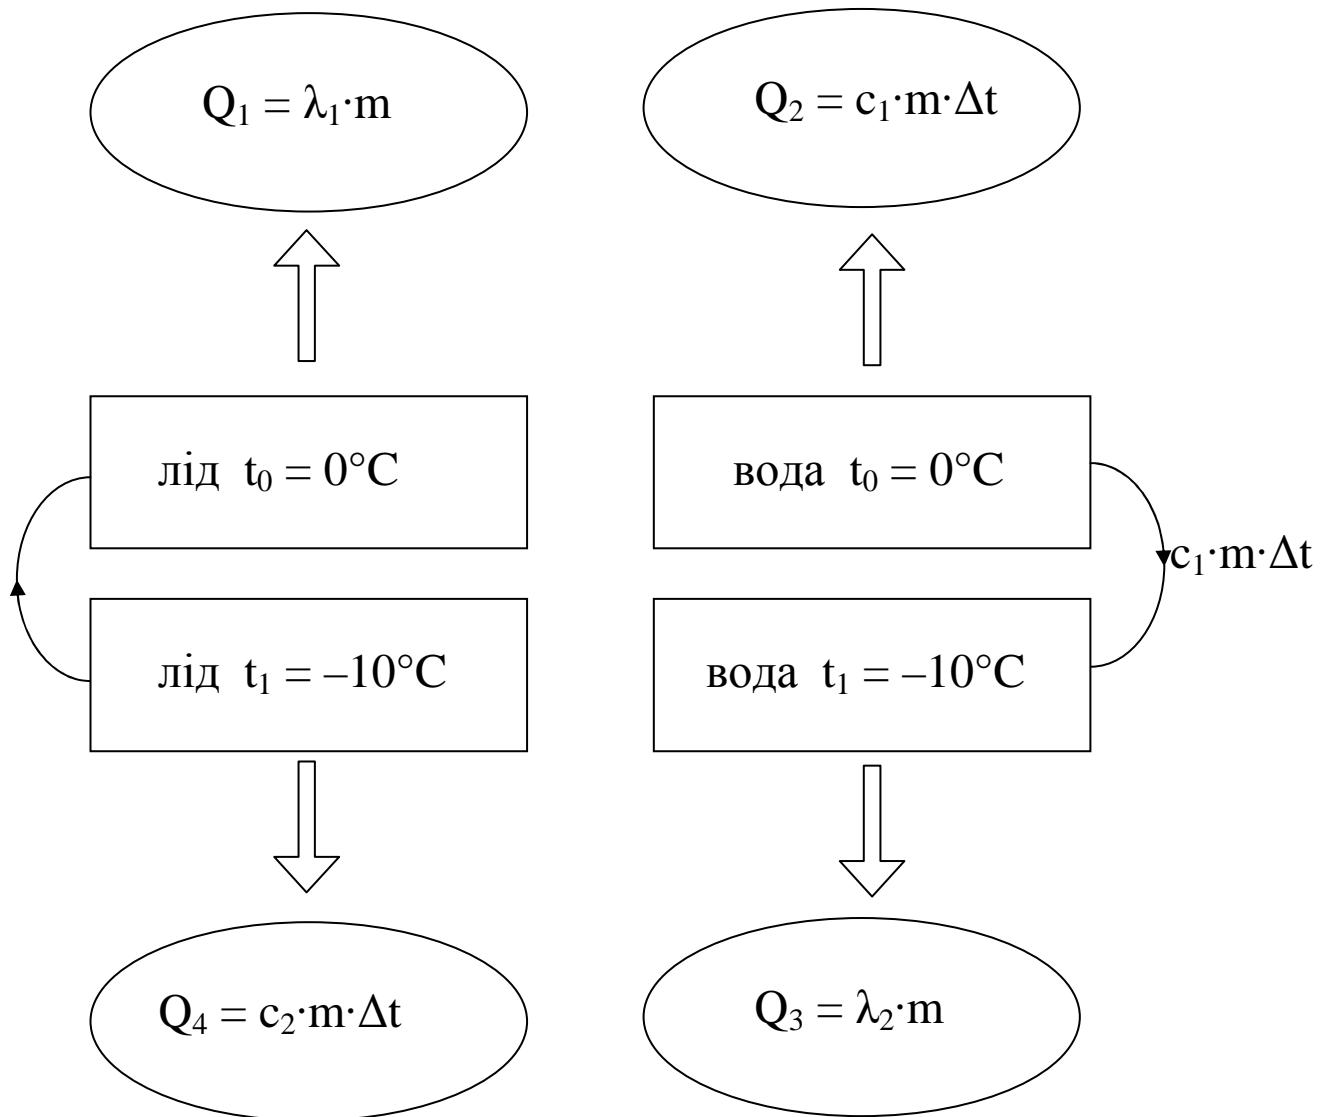 Q₁ = λ₁·m
Q₂ = c₁·m·Δt
лід t₀ = 0°C
вода t₀ = 0°C
c₁·m·Δt
лід t₁ = –10°C
вода t₁ = –10°C
Q₄ = c₂·m·Δt
Q₃ = λ₂·m